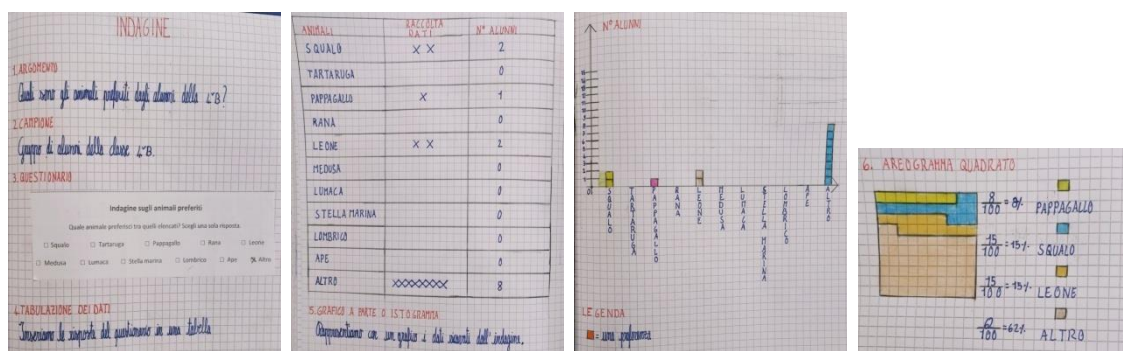 INDAGINE
1. ARGOMENTO
Quali sono gli animali preferiti dagli alunni della 4ªB?
2. CAMPIONE
Gruppo di alunni della classe 4ªB.
3. QUESTIONARIO
Indagine sugli animali preferiti
Quale animale preferisci tra quelli elencati? Scegli una sola risposta.
Squalo Tartaruga Pappagallo Rana Leone
Medusa Lumaca Stella marina Lombrico Ape Altro
4. TABULAZIONE DEI DATI
Inseriamo le risposte del questionario in una tabella
ANIMALI RACCOLTA DATI N° ALUNNI
SQUALO X X 2
TARTARUGA 0
PAPPAGALLO X 1
RANA 0
LEONE X X 2
MEDUSA 0
LUMACA 0
STELLA MARINA 0
LOMBRICO 0
APE 0
ALTRO XXXXXXXX 8
5. GRAFICO A
O ISTOGRAMMA
Rappresentiamo con un grafico i dati
dall'indagine.
N° ALUNNI
SQUALO
TARTARUGA
PAPPAGALLO
RANA
LEONE
MEDUSA
LUMACA
STELLA MARINA
LOMBRICO
APE
ALTRO
LEGENDA
= una preferenza
6. AREOGRAMMA QUADRATO
8/100 = 8% PAPPAGALLO
15/100 = 15% SQUALO
15/100 = 15% LEONE
/100 = 62% ALTRO